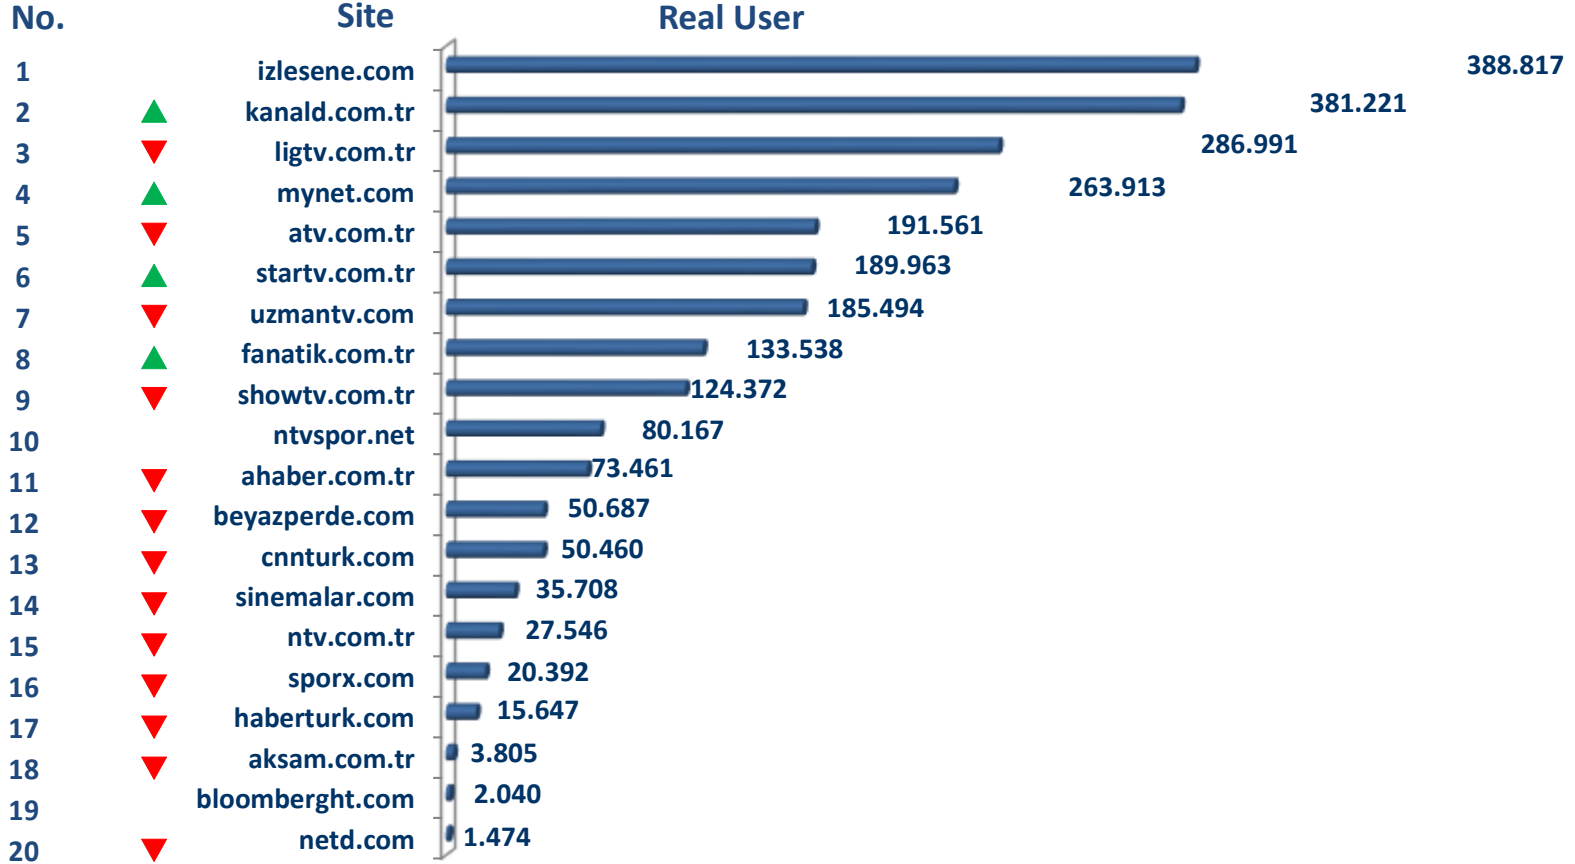 No. Site Real User
1 izlesene.com 388.817
2 kanald.com.tr 381.221
3 ligtv.com.tr 286.991
4 mynet.com 263.913
5 atv.com.tr 191.561
6 startv.com.tr 189.963
7 uzmantv.com 185.494
8 fanatik.com.tr 133.538
9 showtv.com.tr 124.372
10 ntvspor.net 80.167
11 ahaber.com.tr 73.461
12 beyazperde.com 50.687
13 cnnturk.com 50.460
14 sinemalar.com 35.708
15 ntv.com.tr 27.546
16 sporx.com 20.392
17 haberturk.com 15.647
18 aksam.com.tr 3.805
19 bloomberght.com 2.040
20 netd.com 1.474